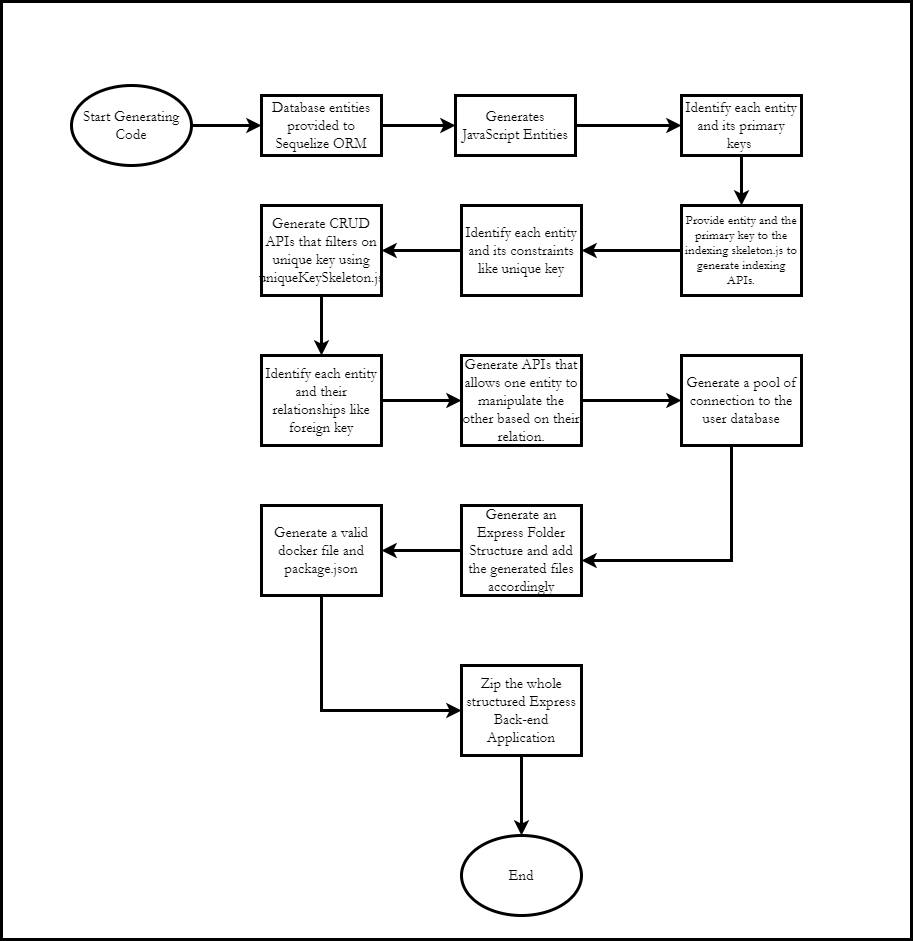 Start Generating
Code
Database entities
provided to
Sequelize ORM
Generates
JavaScript Entities
Identify each entity
and its primary
keys
Provide entity and the
primary key to the
indexing skeleton.js to
generate indexing
APIs.
Identify each entity
and its constraints
like unique key
Generate CRUD
APIs that filters on
unique key using
uniqueKeySkeleton.js
Identify each entity
and their
relationships like
foreign key
Generate APIs that
allows one entity to
manipulate the
other based on their
relation.
Generate a pool of
connection to the
user database
Generate an
Express Folder
Structure and add
the generated files
accordingly
Generate a valid
docker file and
package.json
Zip the whole
structured Express
Back-end
Application
End